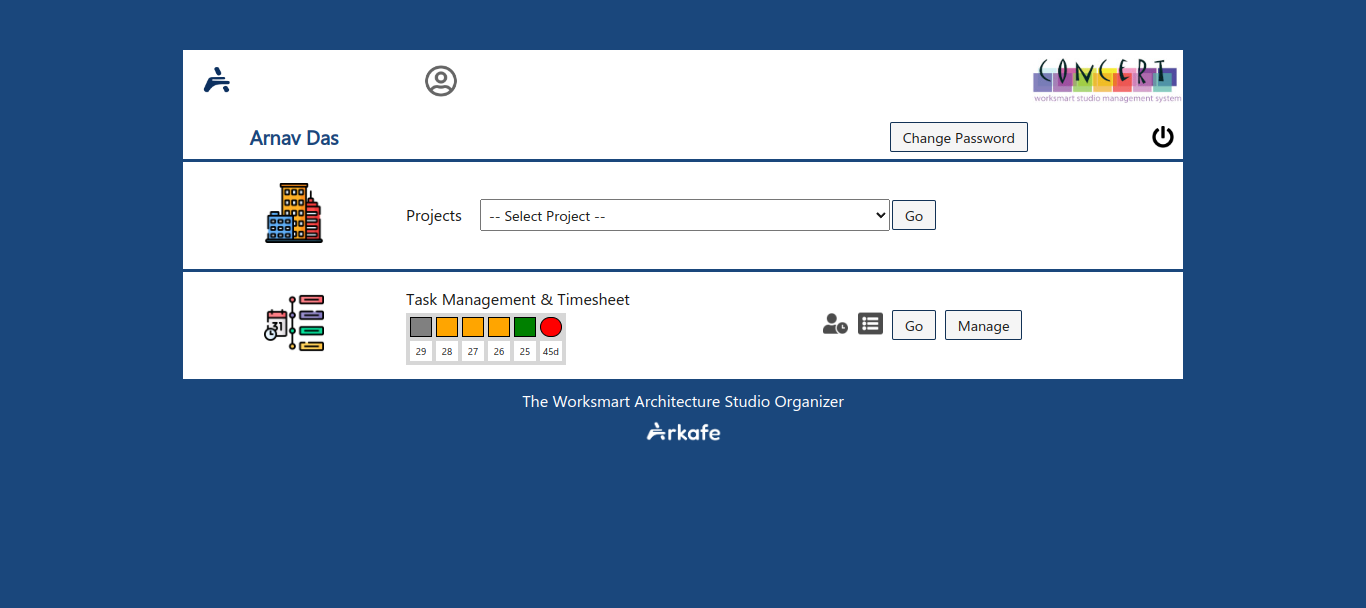 CONCERT
worksmart studio management system
Arnav Das
Change Password
Projects
-- Select Project --
Go
31
Task Management & Timesheet
Go
Manage
29 28 27 26 25 45d
The Worksmart Architecture Studio Organizer
Arkafe